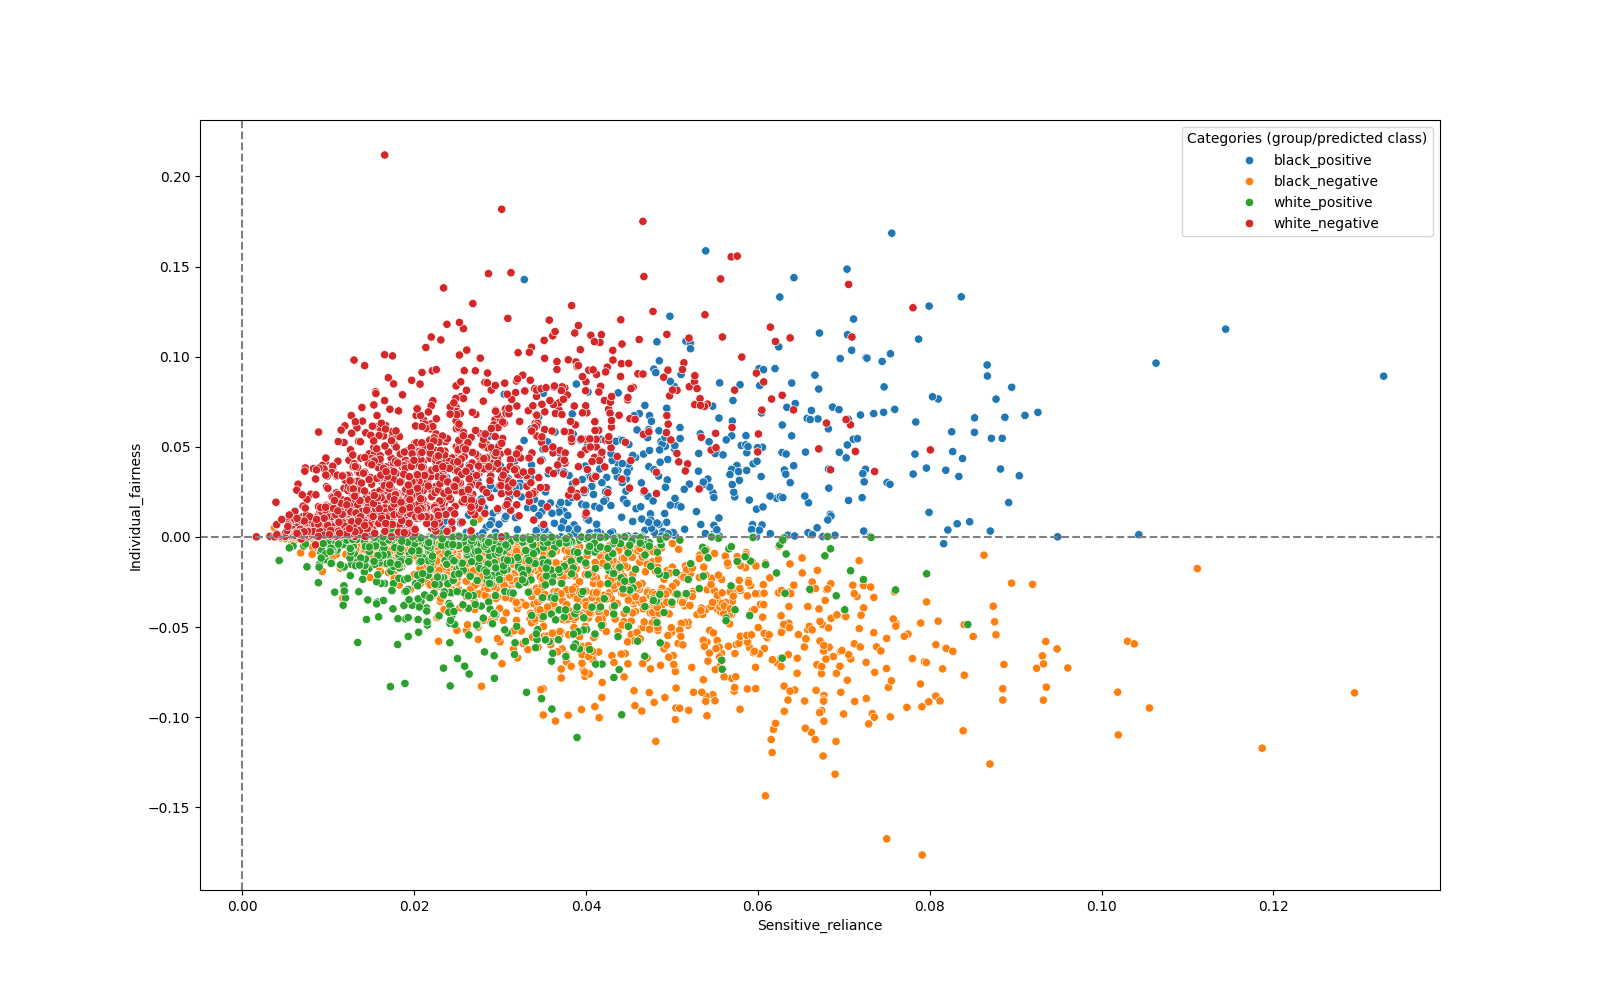 Categories (group/predicted class)
black_positive
black_negative
white_positive
white_negative
0.20
0.15
0.10
0.05
0.00
−0.05
−0.10
−0.15
Individual_fairness
0.00 0.02 0.04 0.06 0.08 0.10 0.12
Sensitive_reliance